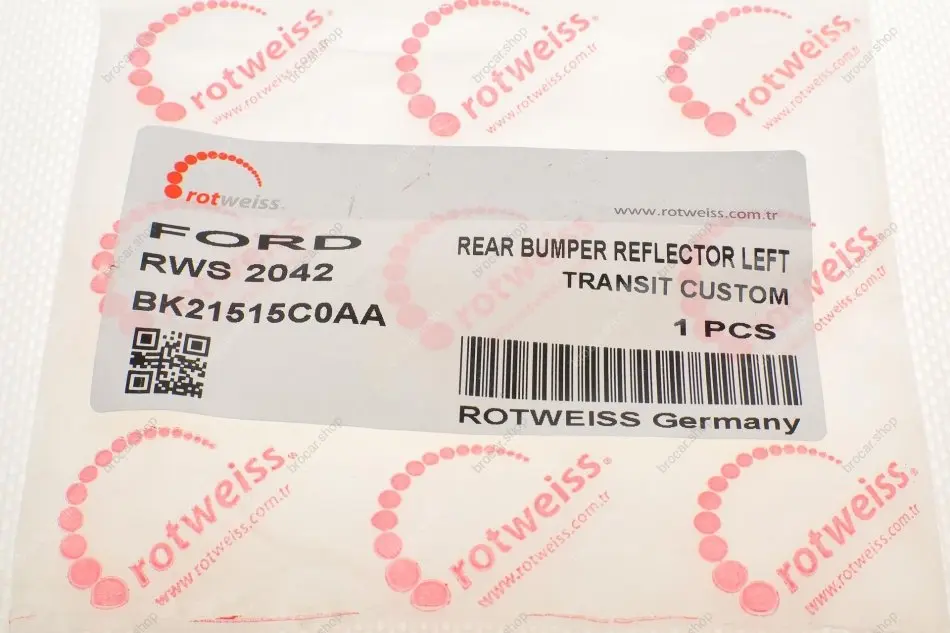 rotweiss.
www.rotweiss.com.tr
rotweiss.
www.rotweiss.com.tr
rotweiss.
www.rotweiss.com.tr
rotweiss.
www.rotweiss.com.tr
FORD
RWS 2042
BK21515C0AA
REAR BUMPER REFLECTOR LEFT
TRANSIT CUSTOM
1 PCS
ROTWEISS Germany
rotweiss®
www.rotweiss.com.tr
rotweiss®
www.rotweiss.com.tr
rotweiss®
www.rotweiss.com.tr
brocar.shop